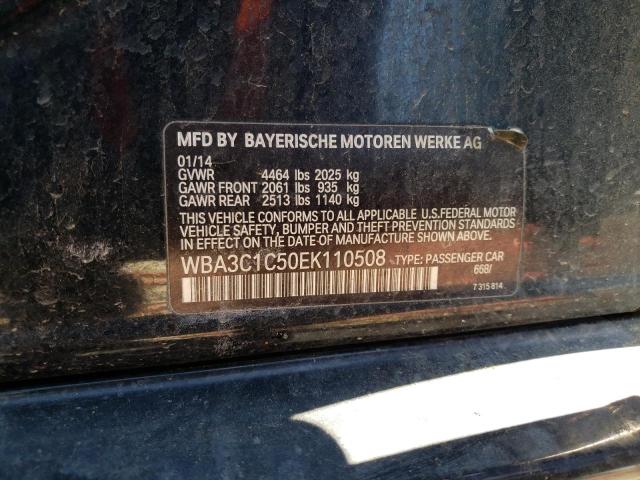 MFD BY BAYERISCHE MOTOREN WERKE AG
01/14
GVWR 4464 lbs 2025 kg
GAWR FRONT 2061 lbs 935 kg
GAWR REAR 2513 lbs 1140 kg
THIS VEHICLE CONFORMS TO ALL APPLICABLE U.S.FEDERAL MOTOR
VEHICLE SAFETY, BUMPER AND THEFT PREVENTION STANDARDS
IN EFFECT ON DATE OF MANUFACTURE SHOWN ABOVE.
WBA3C1C50EK110508 TYPE: PASSENGER CAR
668/
7 315 814